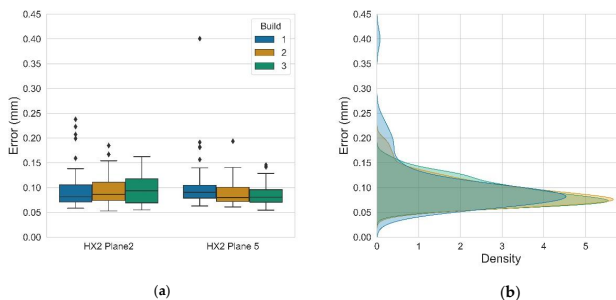 0.45
0.40
0.35
0.30
0.25
0.20
0.15
0.10
0.05
0.00
Error (mm)
Build
1
2
3
HX2 Plane2
HX2 Plane 5
(a)
0.45
0.40
0.35
0.30
0.25
0.20
0.15
0.10
0.05
0.00
Error (mm)
0 1 2 3 4 5
Density
(b)